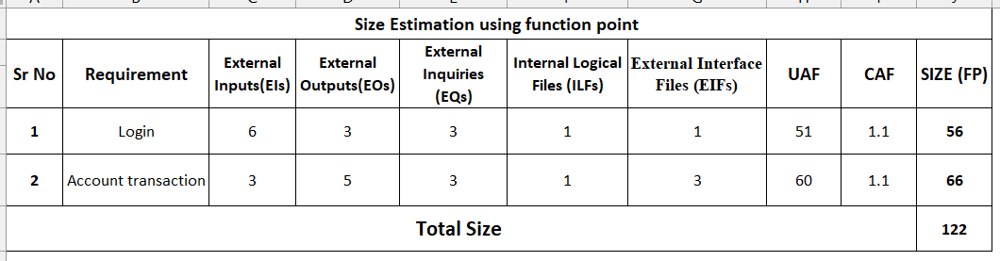 Size Estimation using function point
Sr No Requirement External Inputs(EIs) External Outputs(EOs) External Inquiries (EQs) Internal Logical Files (ILFs) External Interface Files (EIFs) UAF CAF SIZE (FP)
1 Login 6 3 3 1 1 51 1.1 56
2 Account transaction 3 5 3 1 3 60 1.1 66
Total Size 122